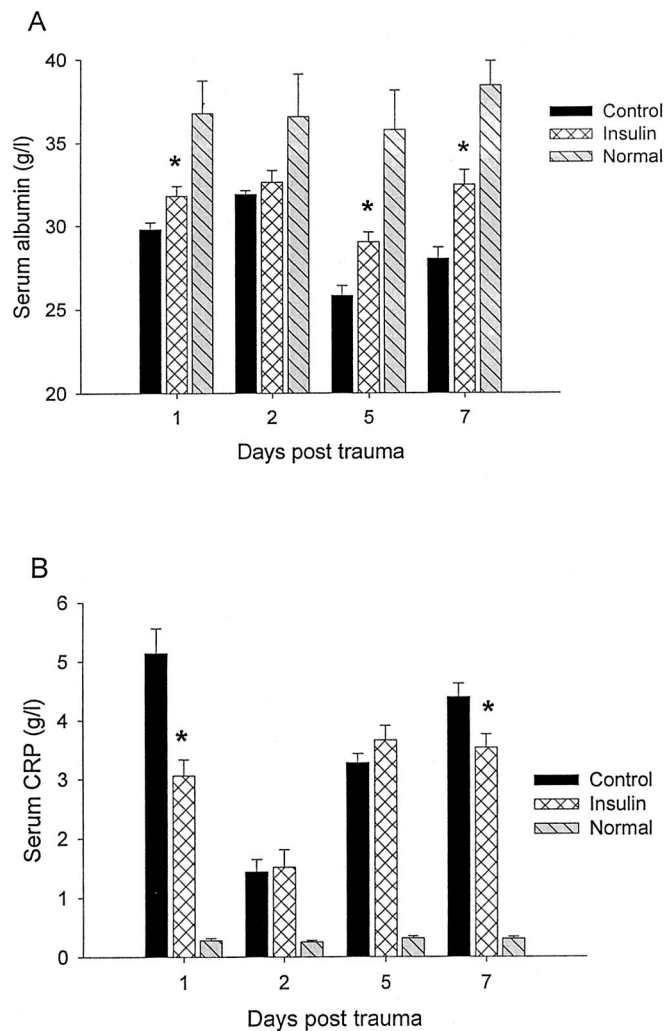 A
Serum albumin (g/l)
40
35
30
25
20
*
*
*
1 2 5 7
Days post trauma
Control
Insulin
Normal
B
Serum CRP (g/l)
6
5
4
3
2
1
0
*
*
1 2 5 7
Days post trauma
Control
Insulin
Normal